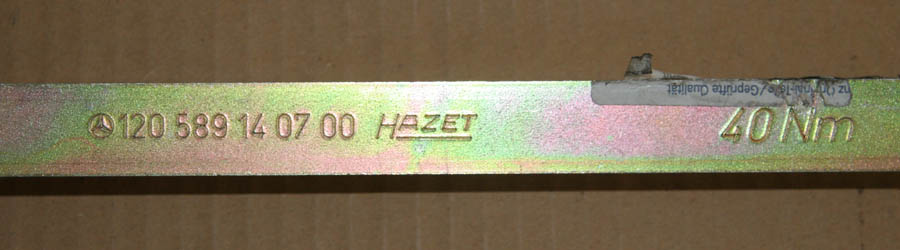 120 589 14 07 00 HAZET 40 Nm
/Geprüfte Qualität